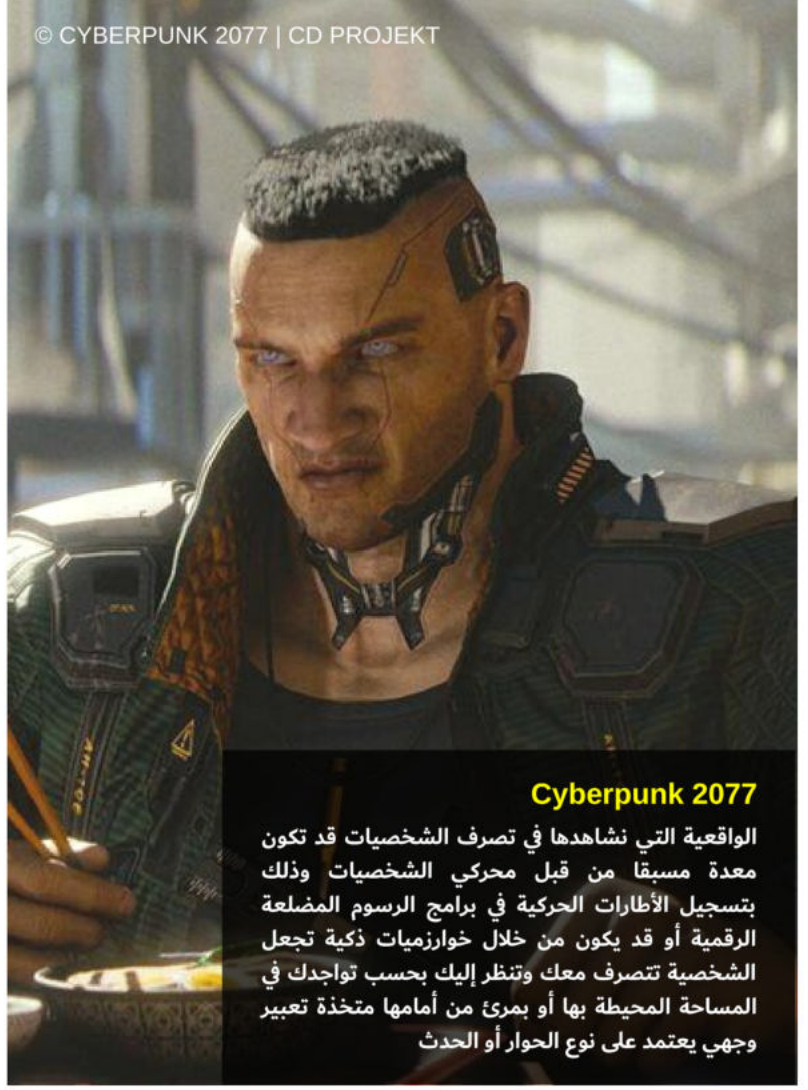 © CYBERPUNK 2077 | CD PROJEKT
Cyberpunk 2077
الواقعية التي نشاهدها في تصرف الشخصيات قد تكون
معدة مسبقا من قبل محركي الشخصيات وذلك
بتسجيل الأطارات الحركية في برامج الرسوم المضلعة
الرقمية أو قد يكون من خلال خوارزميات ذكية تجعل
الشخصية تتصرف معك وتنظر إليك بحسب تواجدك في
المساحة المحيطة بها أو بمرئ من أمامها متخذة تعبير
وجهي يعتمد على نوع الحوار أو الحدث